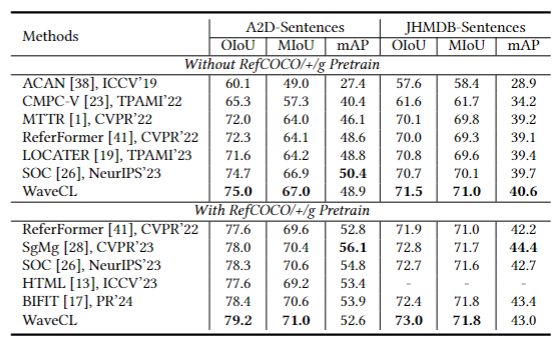 Methods A2D-Sentences JHMDB-Sentences
OIoU MIoU mAP OIoU MIoU mAP
Without RefCOCO/+/g Pretrain
ACAN [38], ICCV'19 60.1 49.0 27.4 57.6 58.4 28.9
CMPC-V [23], TPAMI'22 65.3 57.3 40.4 61.6 61.7 34.2
MTTR [1], CVPR'22 72.0 64.0 46.1 70.1 69.8 39.2
ReferFormer [41], CVPR'22 72.3 64.1 48.6 70.0 69.3 39.1
LOCATER [19], TPAMI'23 71.6 64.2 48.8 70.8 69.6 39.4
SOC [26], NeurIPS'23 74.7 66.9 50.4 70.7 70.1 39.7
WaveCL 75.0 67.0 48.9 71.5 71.0 40.6
With RefCOCO/+/g Pretrain
ReferFormer [41], CVPR'22 77.6 69.6 52.8 71.9 71.0 42.2
SgMg [28], CVPR'23 78.0 70.4 56.1 72.8 71.7 44.4
SOC [26], NeurIPS'23 78.3 70.6 54.8 72.7 71.6 42.7
HTML [13], ICCV'23 77.6 69.2 53.4 - - -
BIFIT [17], PR'24 78.4 70.6 53.9 72.4 71.8 43.4
WaveCL 79.2 71.0 52.6 73.0 71.8 43.0